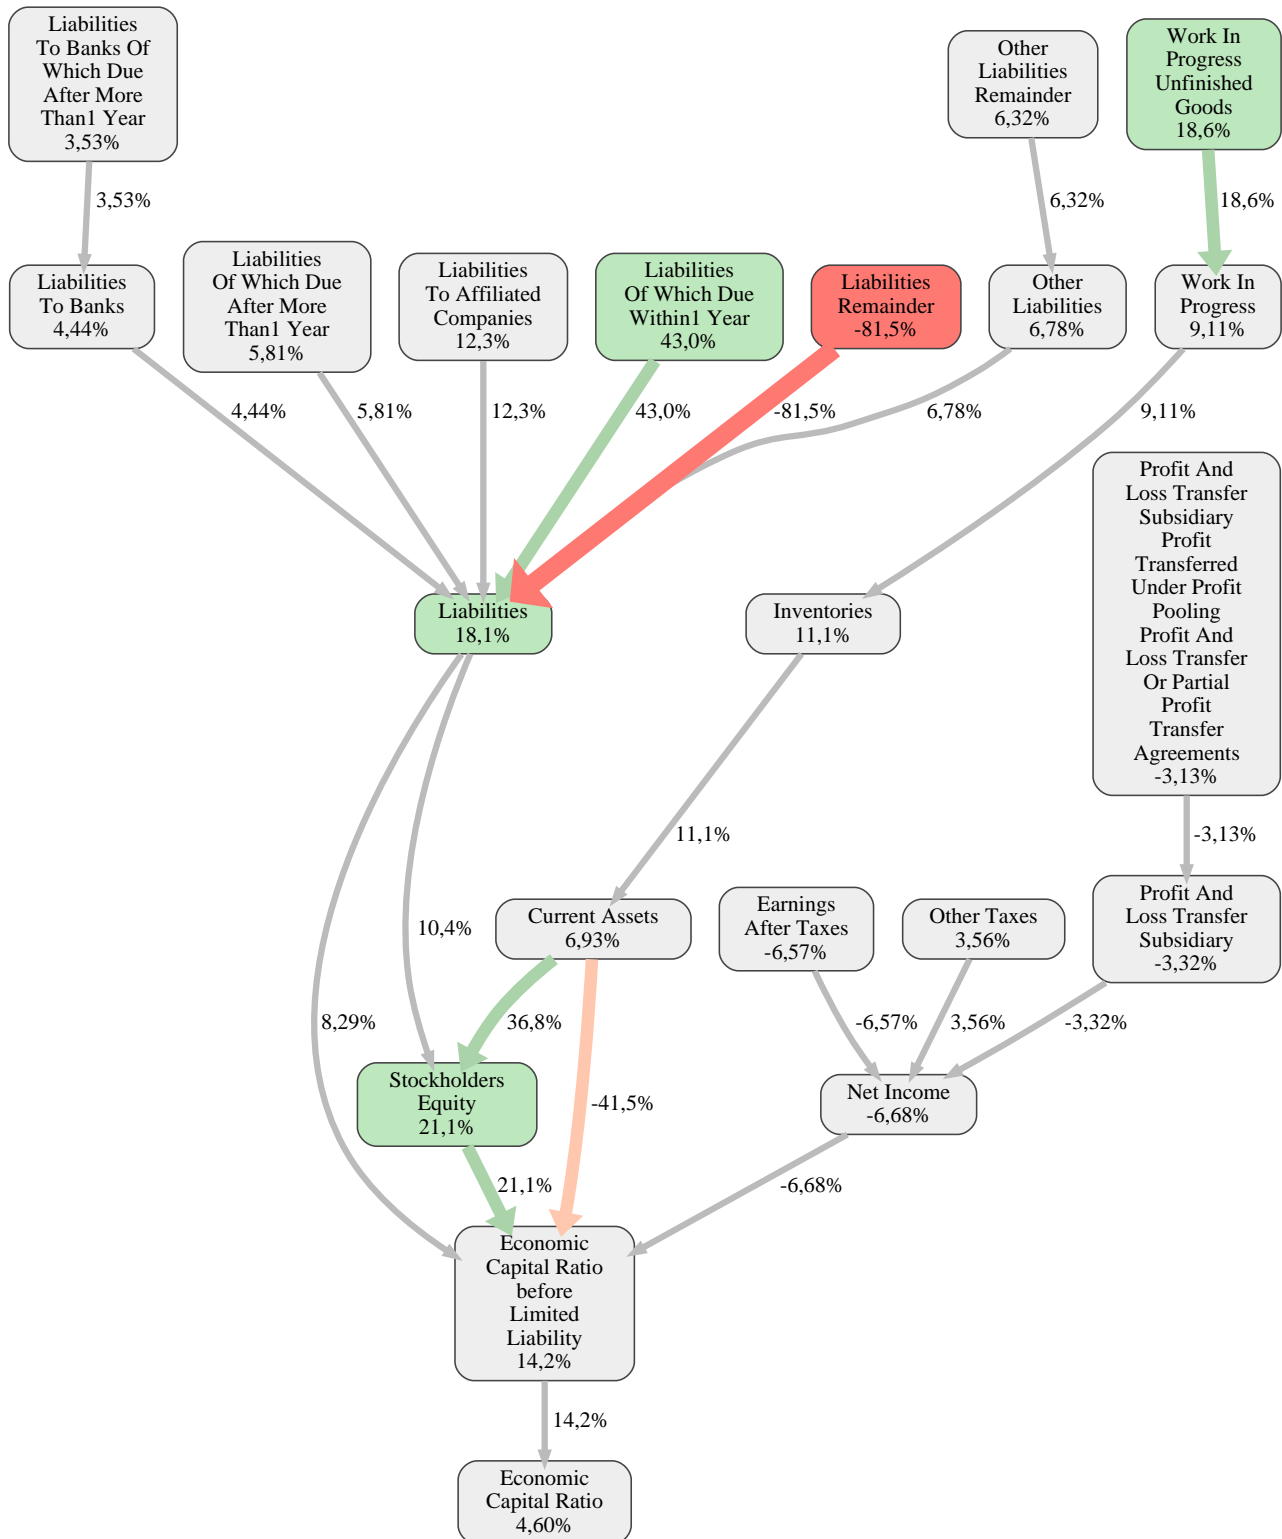 Liabilities
To Banks Of
Which Due
After More
Than1 Year
3,53%
Other
Liabilities
Remainder
6,32%
Work In
Progress
Unfinished
Goods
18,6%
3,53%
6,32%
18,6%
Liabilities
To Banks
4,44%
Liabilities
Of Which Due
After More
Than1 Year
5,81%
Liabilities
To Affiliated
Companies
12,3%
Liabilities
Of Which Due
Within1 Year
43,0%
Liabilities
Remainder
-81,5%
Other
Liabilities
6,78%
Work In
Progress
9,11%
4,44%
5,81%
12,3%
43,0%
-81,5%
6,78%
9,11%
Profit And
Loss Transfer
Subsidiary
Profit
Transferred
Under Profit
Pooling
Profit And
Loss Transfer
Or Partial
Profit
Transfer
Agreements
-3,13%
Liabilities
18,1%
Inventories
11,1%
11,1%
-3,13%
10,4%
Current Assets
6,93%
Earnings
After Taxes
-6,57%
Other Taxes
3,56%
Profit And
Loss Transfer
Subsidiary
-3,32%
8,29%
36,8%
-6,57%
3,56%
-3,32%
Stockholders
Equity
21,1%
-41,5%
Net Income
-6,68%
21,1%
-6,68%
Economic
Capital Ratio
before
Limited
Liability
14,2%
14,2%
Economic
Capital Ratio
4,60%